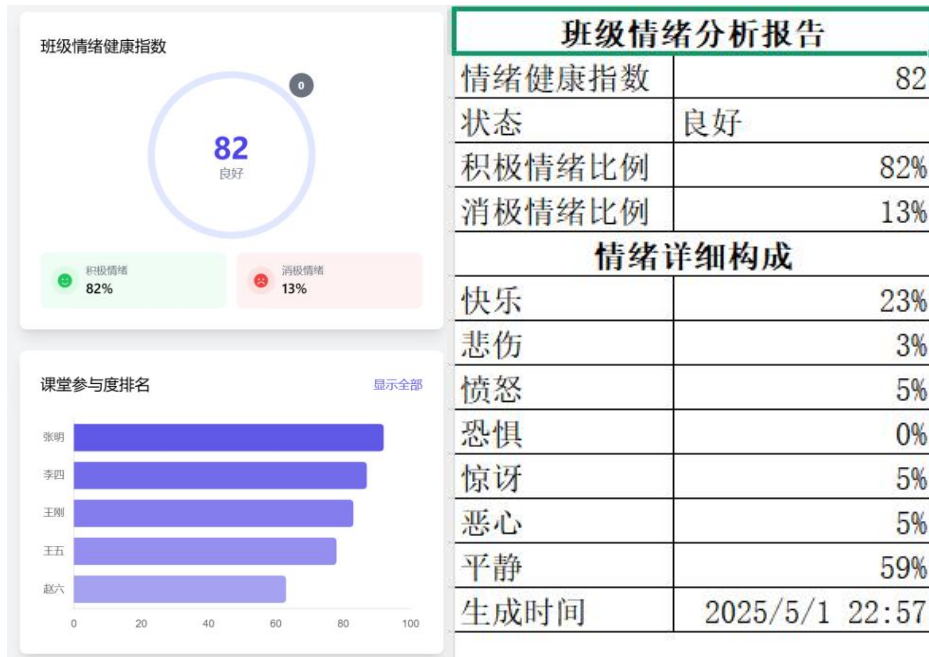 班级情绪健康指数
0
82
良好
积极情绪
82%
消极情绪
13%
课堂参与度排名 显示全部
张明
李四
王刚
王五
赵六
0 20 40 60 80 100
班级情绪分析报告
情绪健康指数 82
状态 良好
积极情绪比例 82%
消极情绪比例 13%
情绪详细构成
快乐 23%
悲伤 3%
愤怒 5%
恐惧 0%
惊讶 5%
恶心 5%
平静 59%
生成时间 2025/5/1 22:57